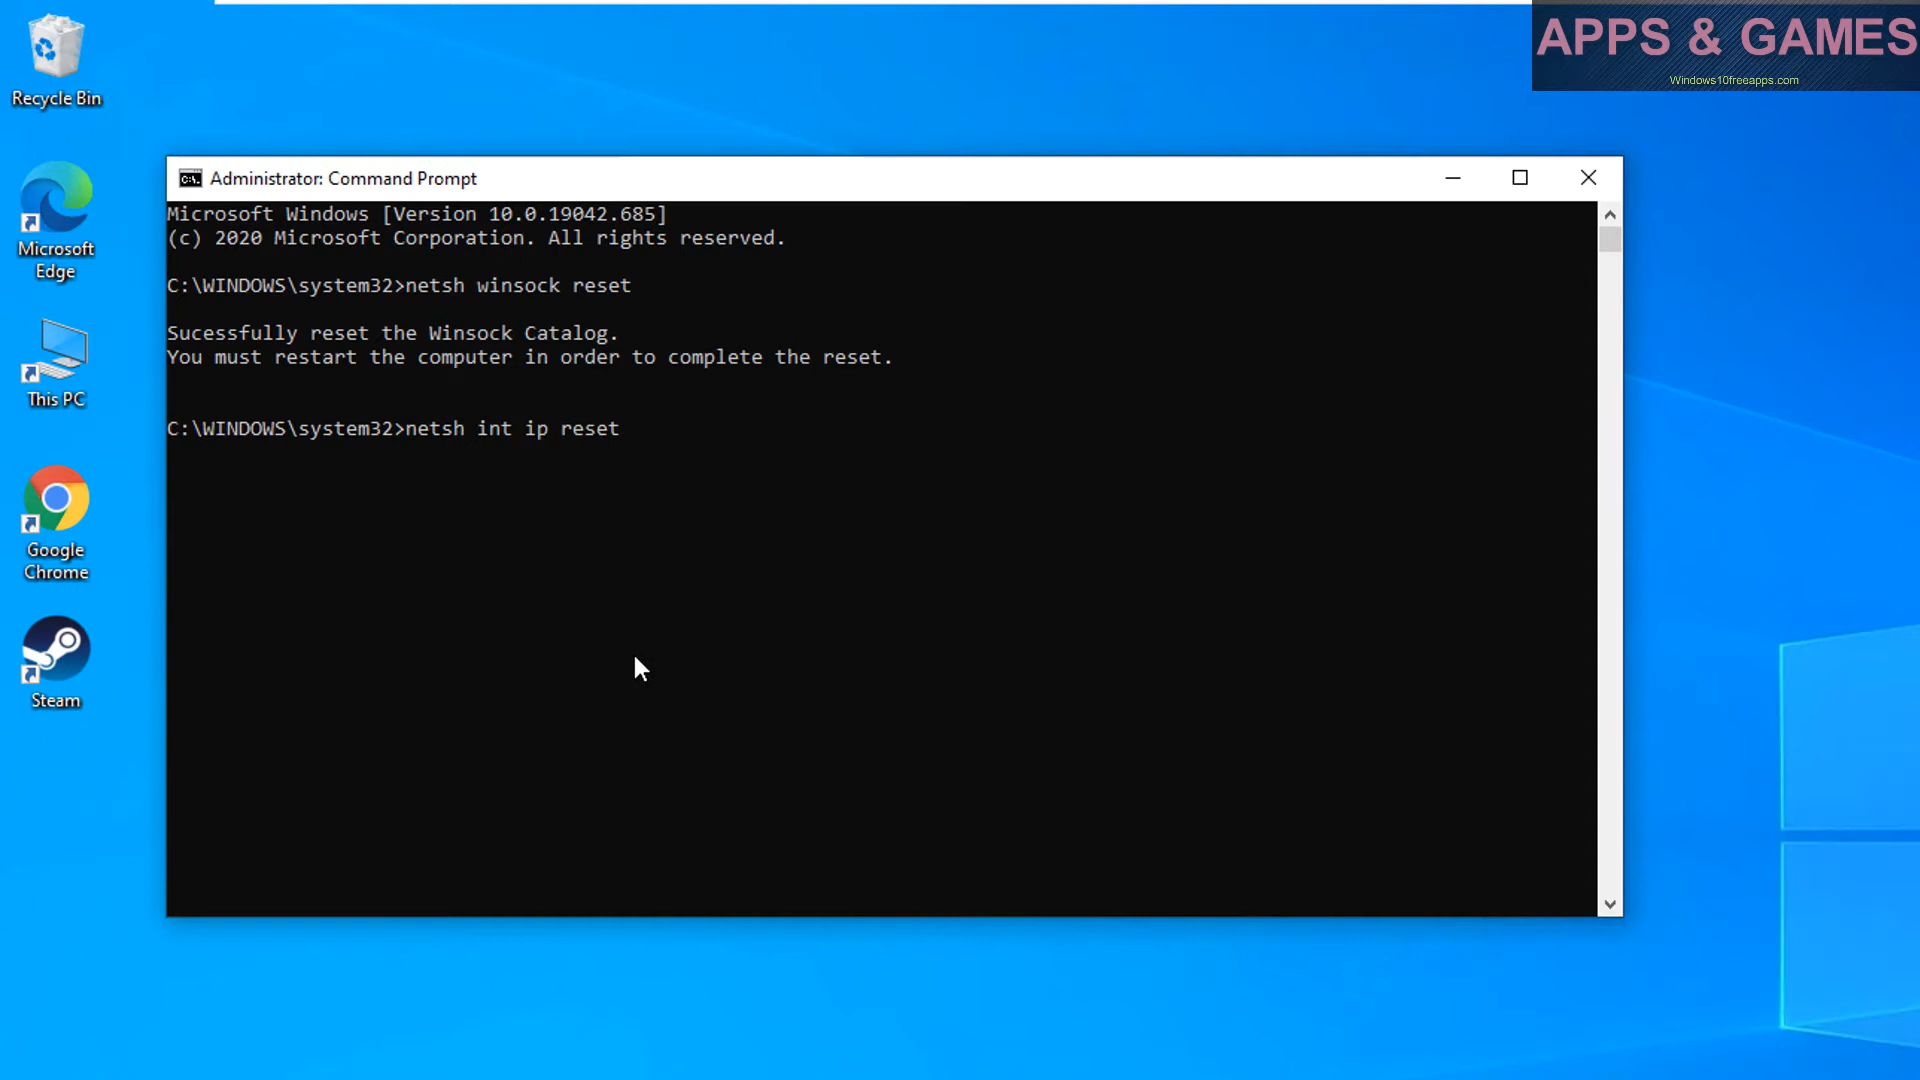 APPS & GAMES
Windows10freeapps.com
Recycle Bin
Microsoft
Edge
This PC
Google
Chrome
Steam
Administrator: Command Prompt
Microsoft Windows [Version 10.0.19042.685]
(c) 2020 Microsoft Corporation. All rights reserved.
C:\WINDOWS\system32>netsh winsock reset
Sucessfully reset the Winsock Catalog.
You must restart the computer in order to complete the reset.
C:\WINDOWS\system32>netsh int ip reset